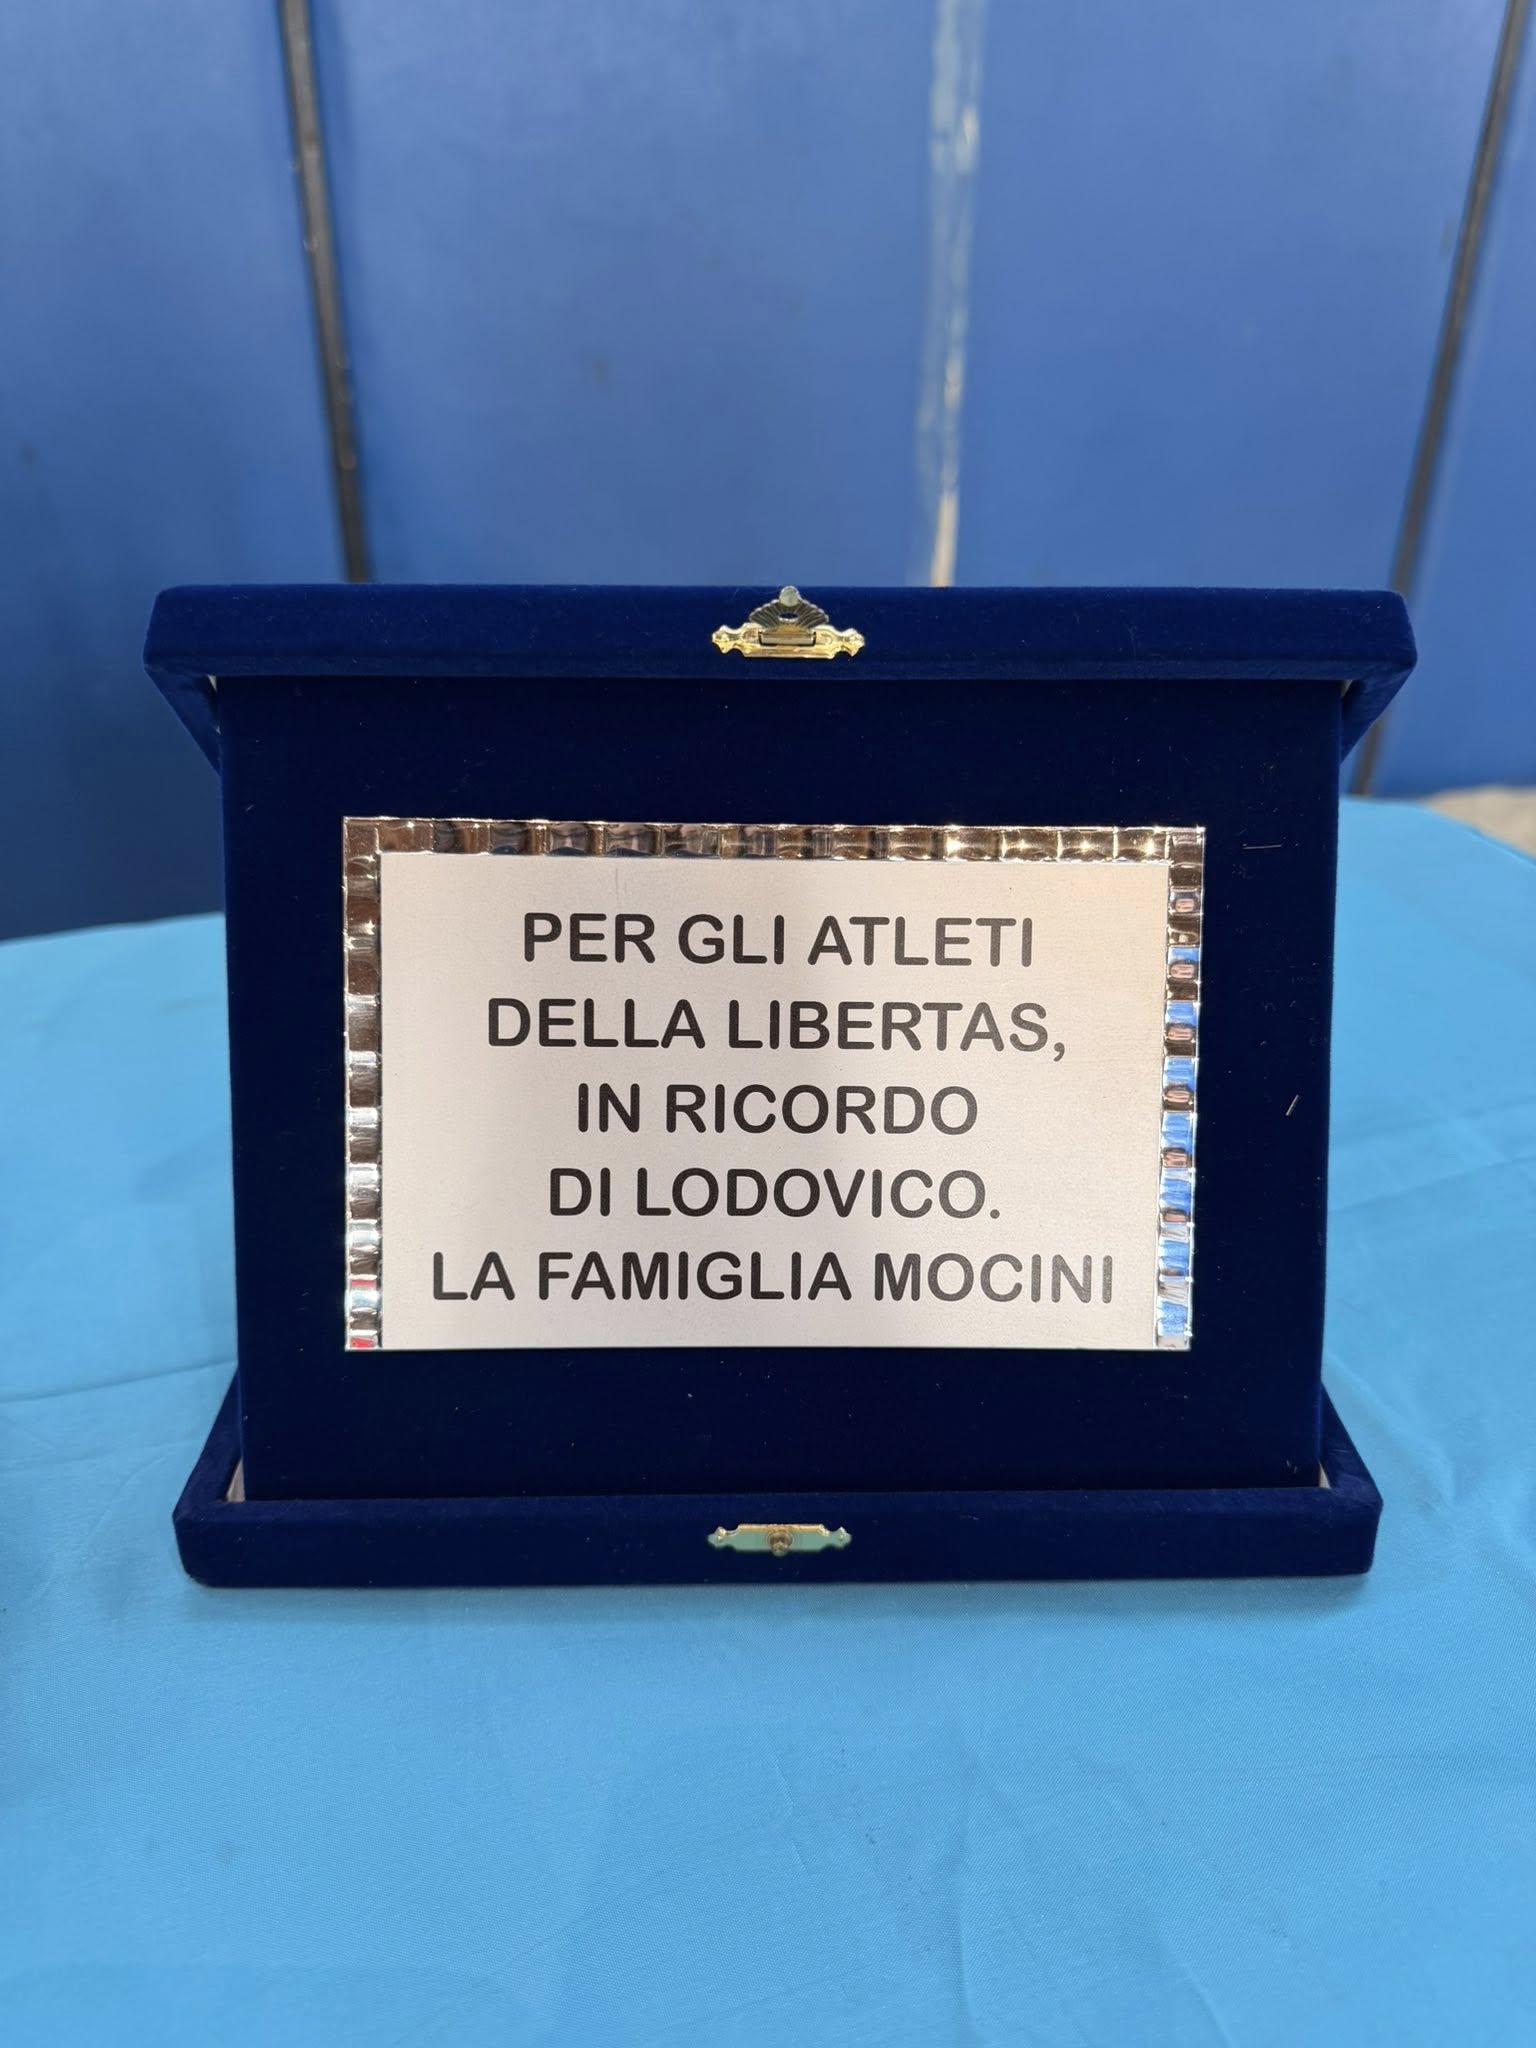 PER GLI ATLETI
DELLA LIBERTAS,
IN RICORDO
DI LODOVICO.
LA FAMIGLIA MOCINI